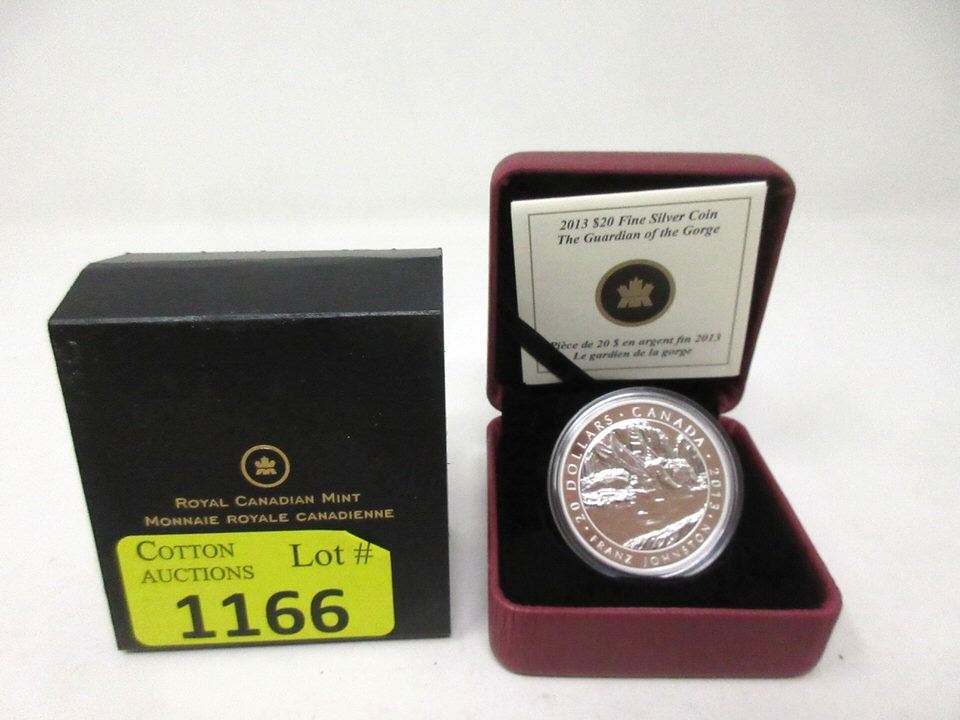 ROYAL CANADIAN MINT
MONNAIE ROYALE CANADIENNE
COTTON
AUCTIONS
Lot #
1166
2013 $20 Fine Silver Coin
The Guardian of the Gorge
Pièce de 20 $ en argent fin 2013
Le gardien de la gorge
20 DOLLARS · CANADA · 2013 · FRANZ JOHNSTON ·